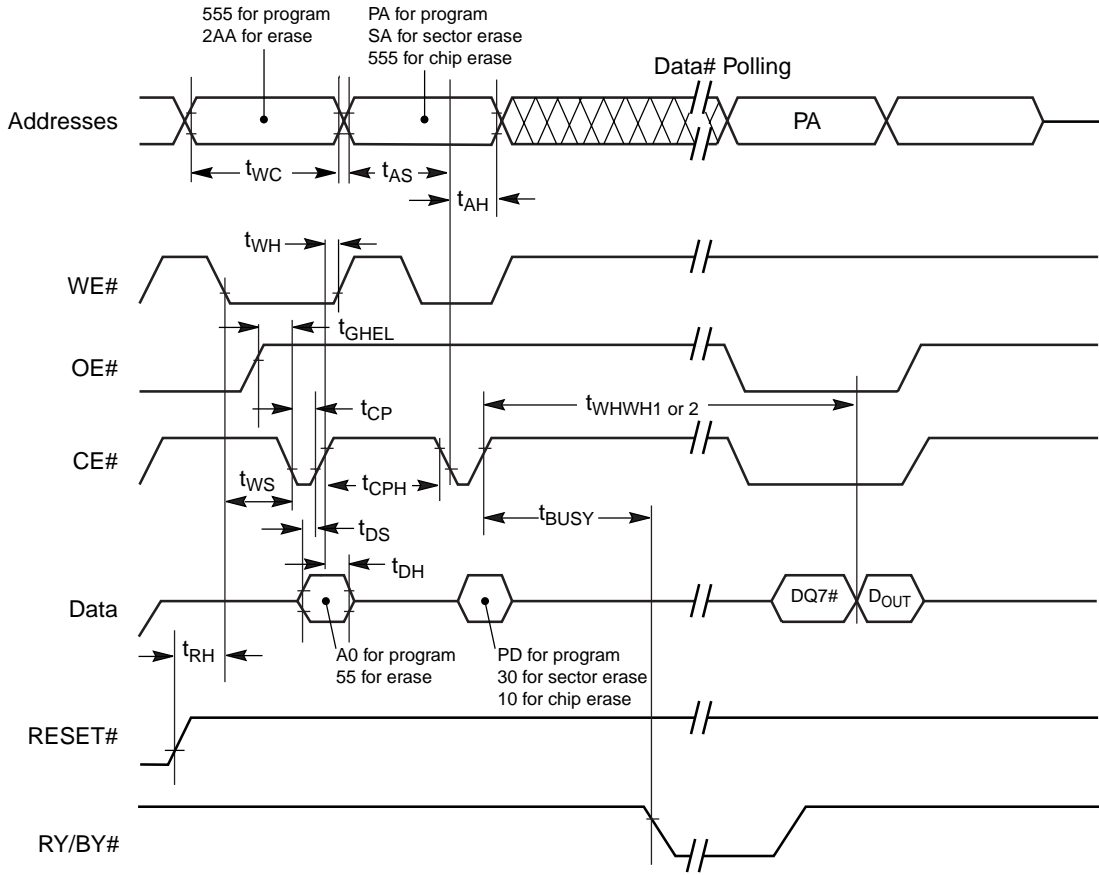 555 for program
2AA for erase
PA for program
SA for sector erase
555 for chip erase
Data# Polling
Addresses
PA
tWC
tAS
tAH
tWH
WE#
tGHEL
OE#
tWHWH1 or 2
tCP
CE#
tWS
tCPH
tBUSY
tDS
tDH
Data
DQ7#
DOUT
tRH
A0 for program
55 for erase
PD for program
30 for sector erase
10 for chip erase
RESET#
RY/BY#